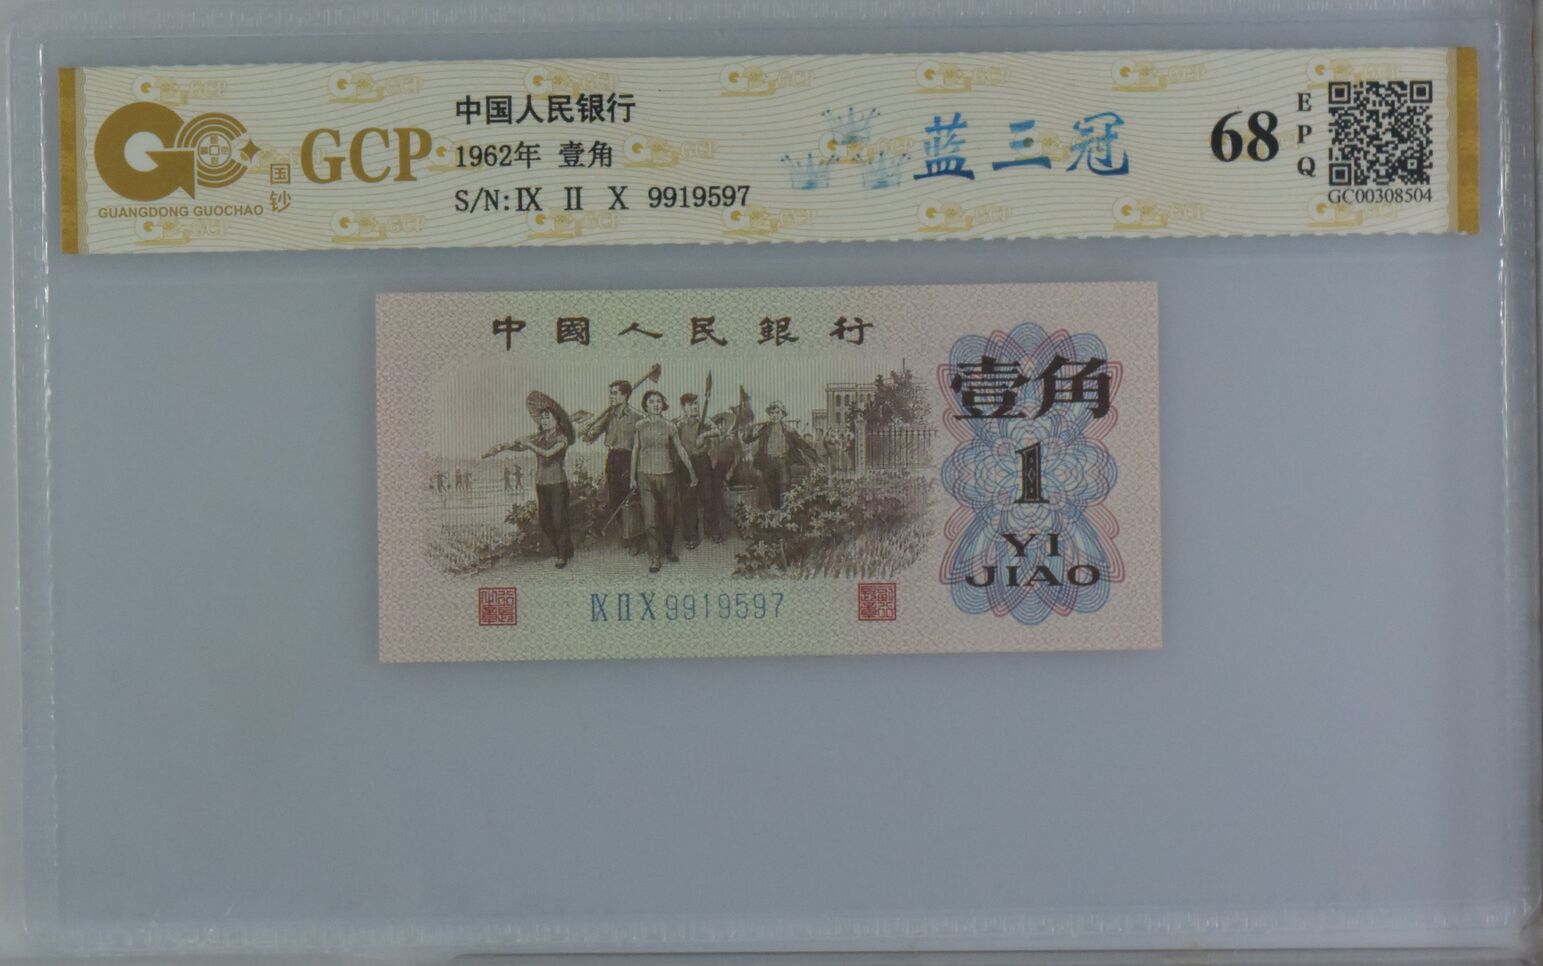 GUANGDONG GUOCHAO
国钞
GCP
中国人民银行
1962年 壹角
S/N:IX II X 9919597
蓝三冠
68
EPQ
GC00308504
中國人民銀行
壹角
1
YI
JIAO
IX II X 9919597